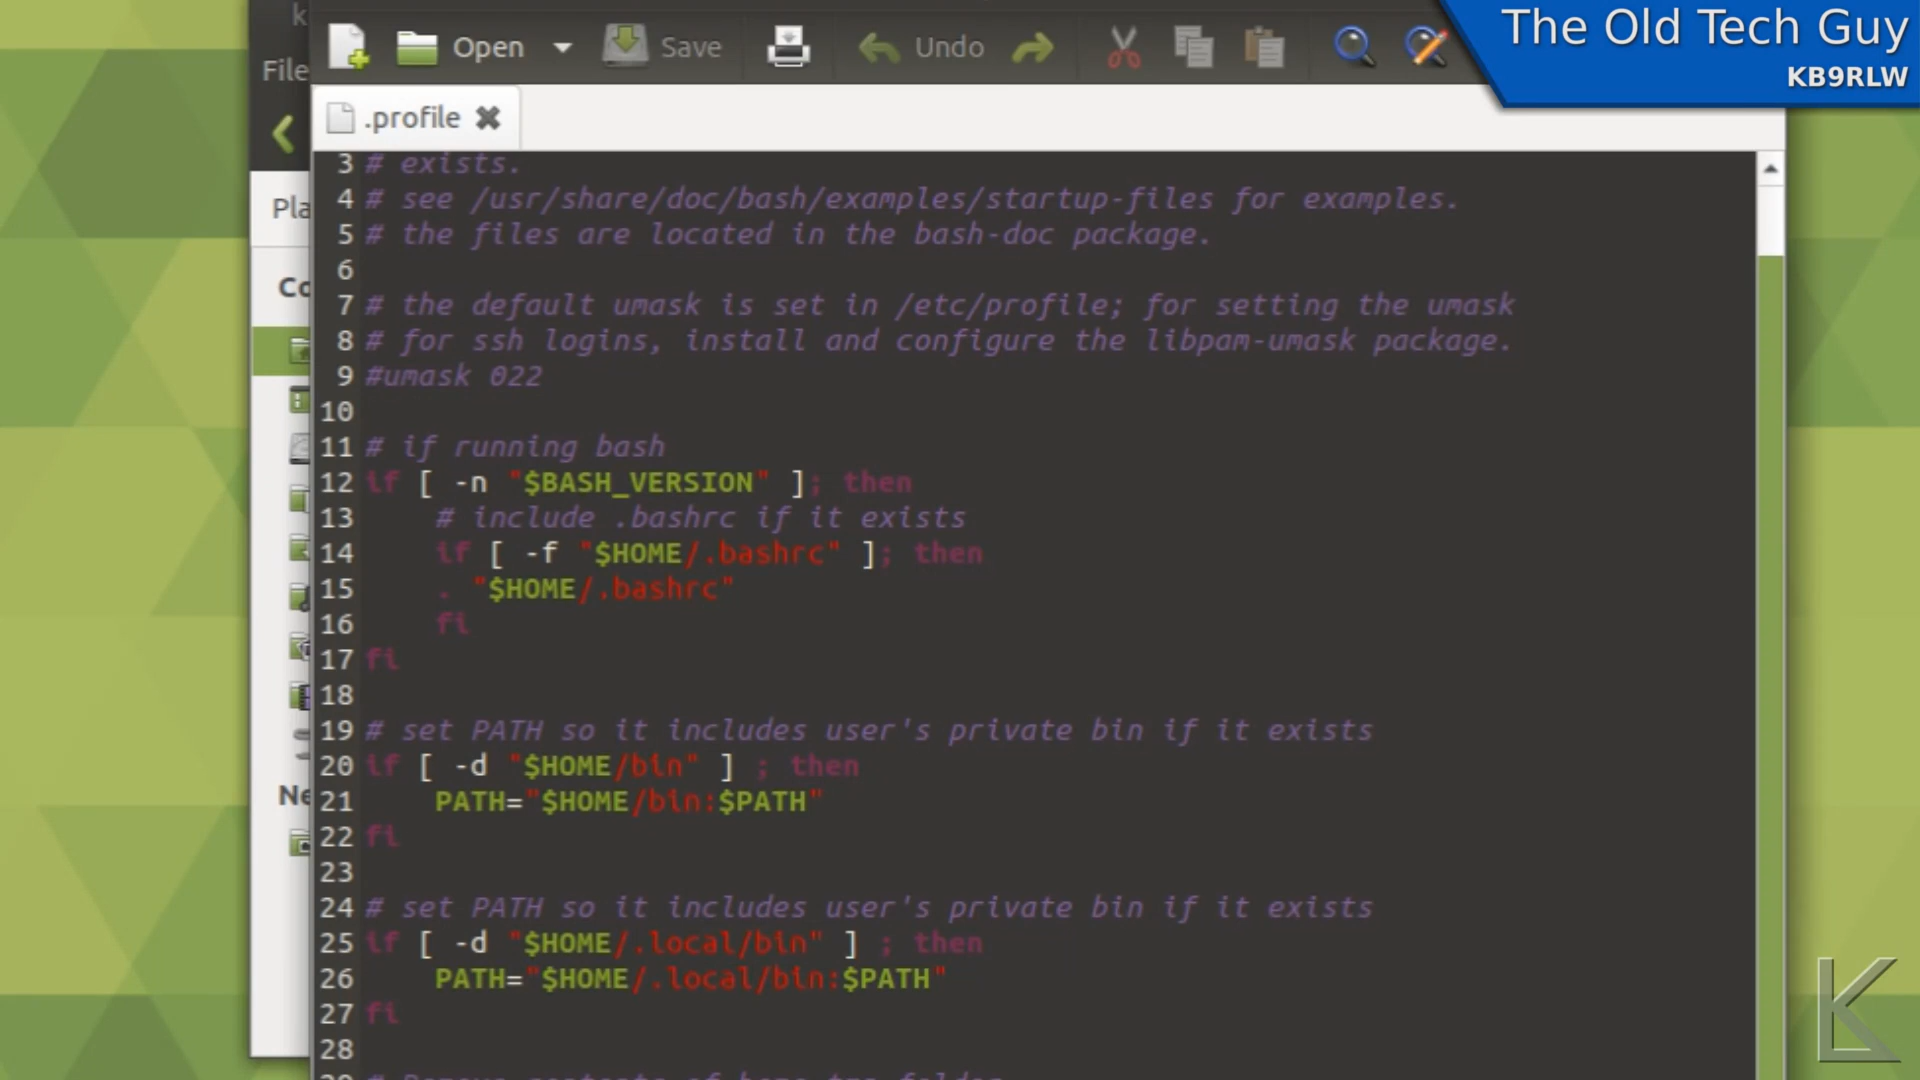 The Old Tech Guy
KB9RLW
File
Open
Save
Undo
.profile
3 # exists.
4 # see /usr/share/doc/bash/examples/startup-files for examples.
5 # the files are located in the bash-doc package.
6
7 # the default umask is set in /etc/profile; for setting the umask
8 # for ssh logins, install and configure the libpam-umask package.
9 #umask 022
10
11 # if running bash
12 if [ -n "$BASH_VERSION" ]; then
13 # include .bashrc if it exists
14 if [ -f "$HOME/.bashrc" ]; then
15 . "$HOME/.bashrc"
16 fi
17 fi
18
19 # set PATH so it includes user's private bin if it exists
20 if [ -d "$HOME/bin" ] ; then
21 PATH="$HOME/bin:$PATH"
22 fi
23
24 # set PATH so it includes user's private bin if it exists
25 if [ -d "$HOME/.local/bin" ] ; then
26 PATH="$HOME/.local/bin:$PATH"
27 fi
28
Pla
Co
Ne
K